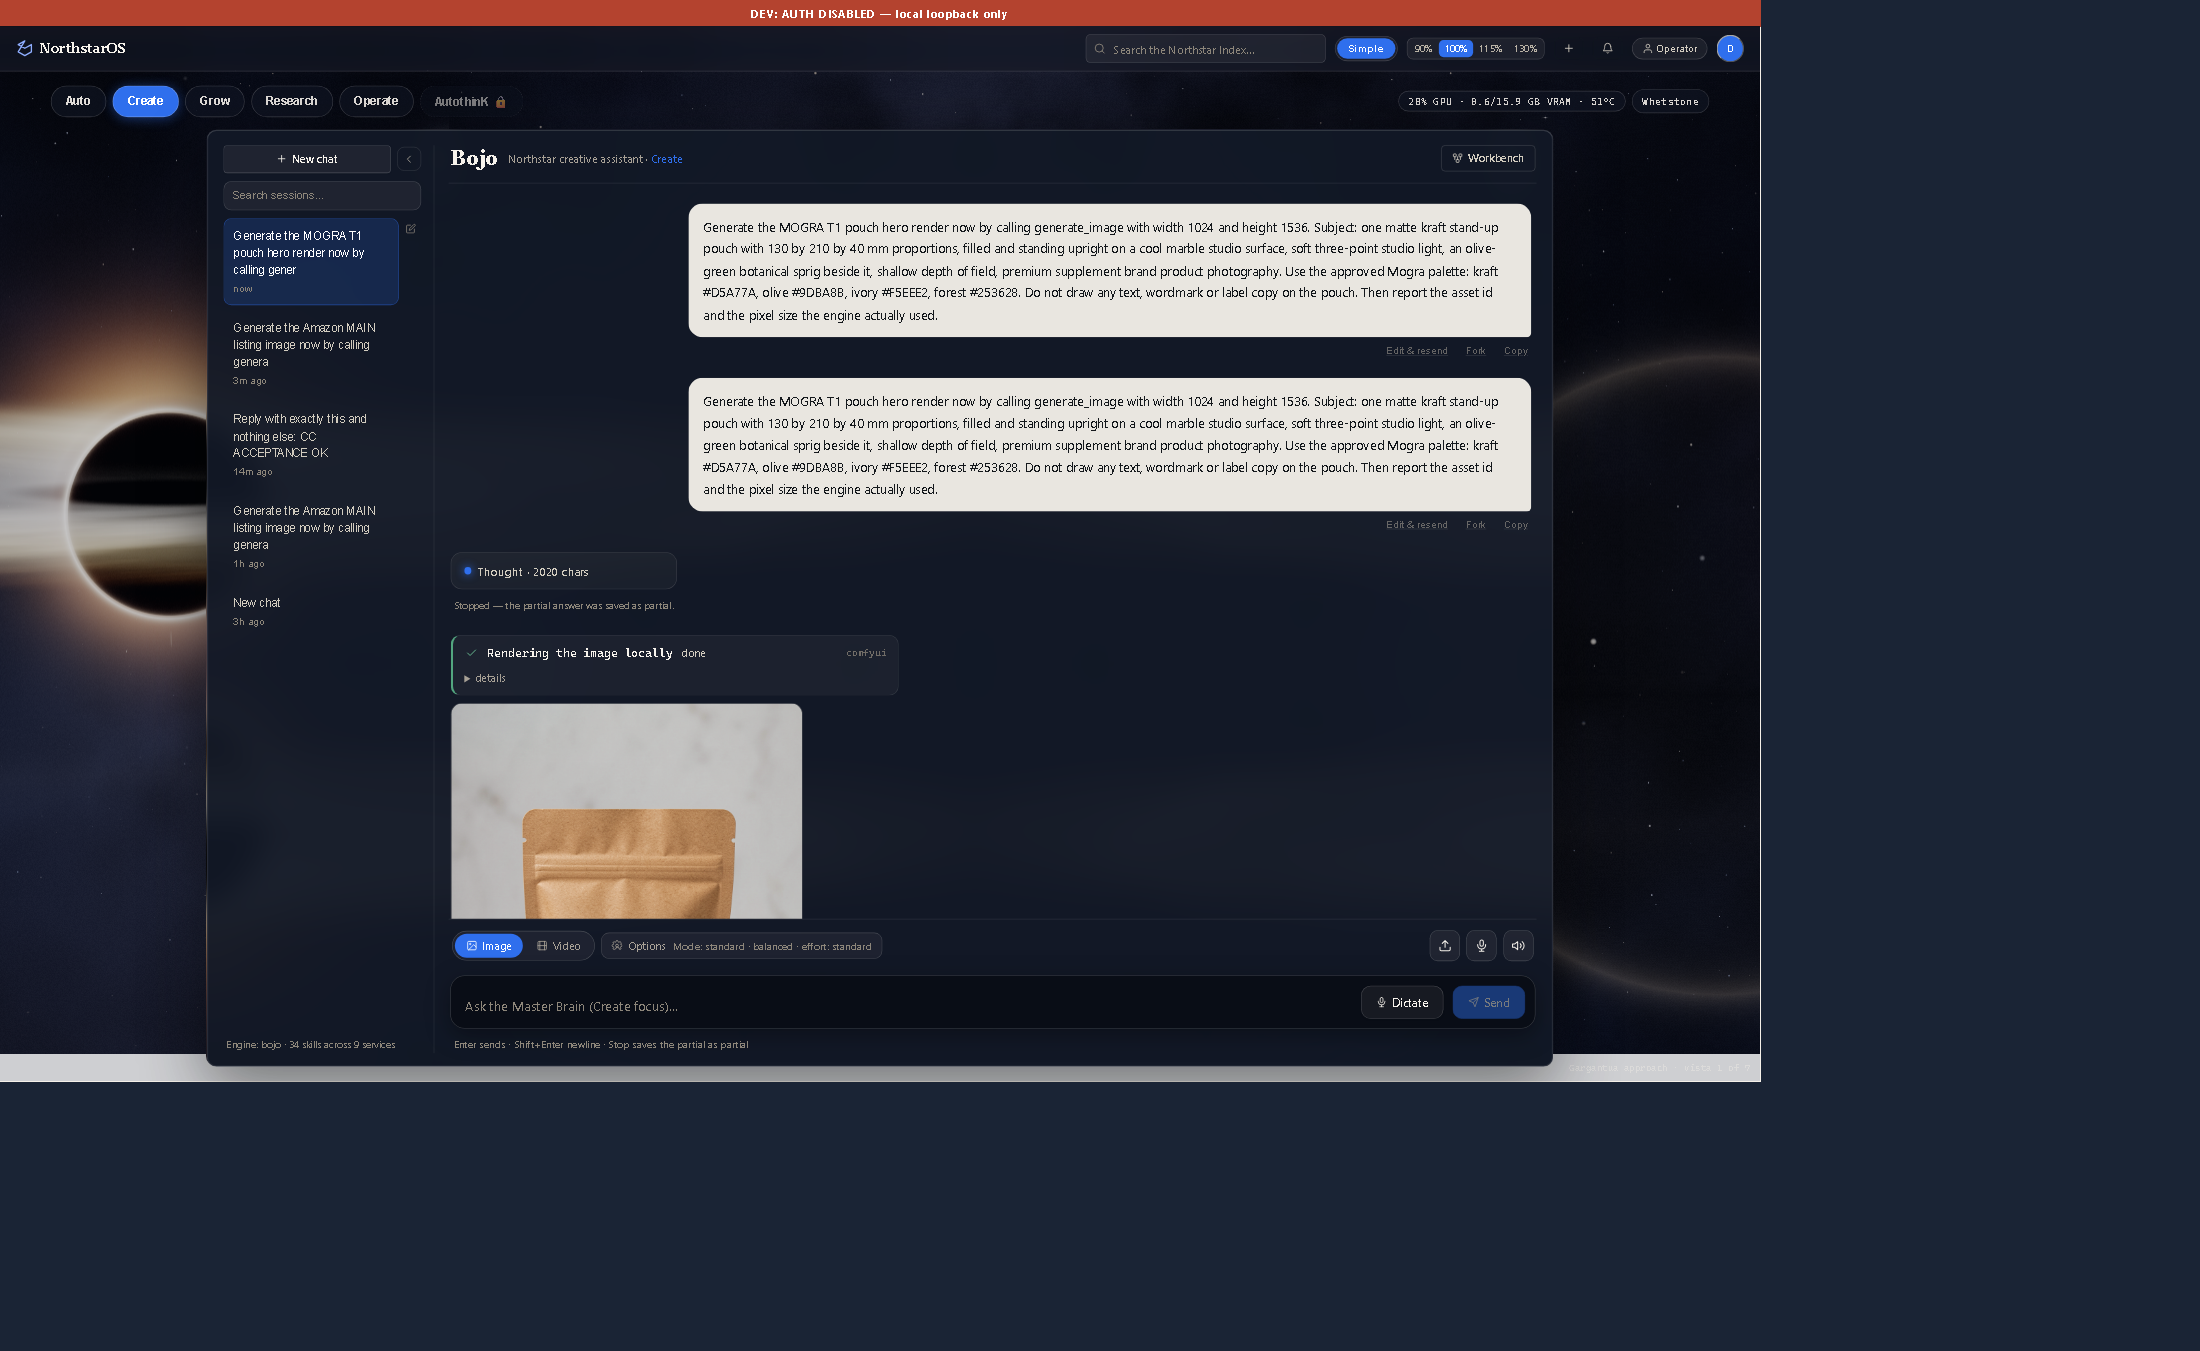 DEV: AUTH DISABLED — local loopback only
NorthstarOS
Search the Northstar Index...
Simple
90% 100% 115% 130%
Operator
D
Auto
Create
Grow
Research
Operate
AutothinK
28% GPU · 8.6/15.9 GB VRAM · 51°C
Whetstone
+ New chat
Search sessions...
Generate the MOGRA T1
pouch hero render now by
calling gener
now
Generate the Amazon MAIN
listing image now by calling
genera
3m ago
Reply with exactly this and
nothing else: CC
ACCEPTANCE OK
14m ago
Generate the Amazon MAIN
listing image now by calling
genera
1h ago
New chat
3h ago
Engine: bojo · 34 skills across 9 services
Bojo
Northstar creative assistant · Create
Workbench
Generate the MOGRA T1 pouch hero render now by calling generate_image with width 1024 and height 1536. Subject: one matte kraft stand-up
pouch with 130 by 210 by 40 mm proportions, filled and standing upright on a cool marble studio surface, soft three-point studio light, an olive-
green botanical sprig beside it, shallow depth of field, premium supplement brand product photography. Use the approved Mogra palette: kraft
#D5A77A, olive #9DBA8B, ivory #F5EEE2, forest #253628. Do not draw any text, wordmark or label copy on the pouch. Then report the asset id
and the pixel size the engine actually used.
Edit & resend Fork Copy
Generate the MOGRA T1 pouch hero render now by calling generate_image with width 1024 and height 1536. Subject: one matte kraft stand-up
pouch with 130 by 210 by 40 mm proportions, filled and standing upright on a cool marble studio surface, soft three-point studio light, an olive-
green botanical sprig beside it, shallow depth of field, premium supplement brand product photography. Use the approved Mogra palette: kraft
#D5A77A, olive #9DBA8B, ivory #F5EEE2, forest #253628. Do not draw any text, wordmark or label copy on the pouch. Then report the asset id
and the pixel size the engine actually used.
Edit & resend Fork Copy
Thought · 2020 chars
Stopped — the partial answer was saved as partial.
Rendering the image locally done
comfyui
details
Image
Video
Options Mode: standard · balanced · effort: standard
Ask the Master Brain (Create focus)...
Dictate
Send
Enter sends · Shift+Enter newline · Stop saves the partial as partial